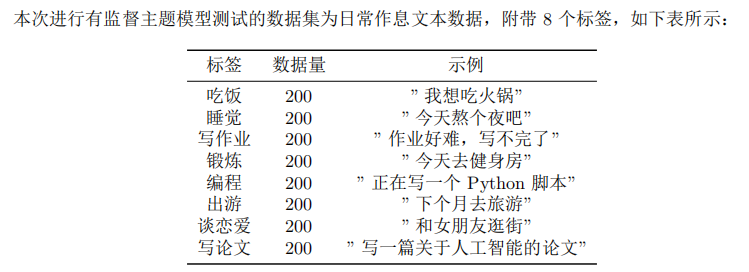 本次进行有监督主题模型测试的数据集为日常作息文本数据，附带 8 个标签，如下表所示：
标签 数据量 示例
吃饭 200 ”我想吃火锅”
睡觉 200 ”今天熬个夜吧”
写作业 200 ”作业好难，写不完了”
锻炼 200 ”今天去健身房”
编程 200 ”正在写一个 Python 脚本”
出游 200 ”下个月去旅游”
谈恋爱 200 ”和女朋友逛街”
写论文 200 ”写一篇关于人工智能的论文”